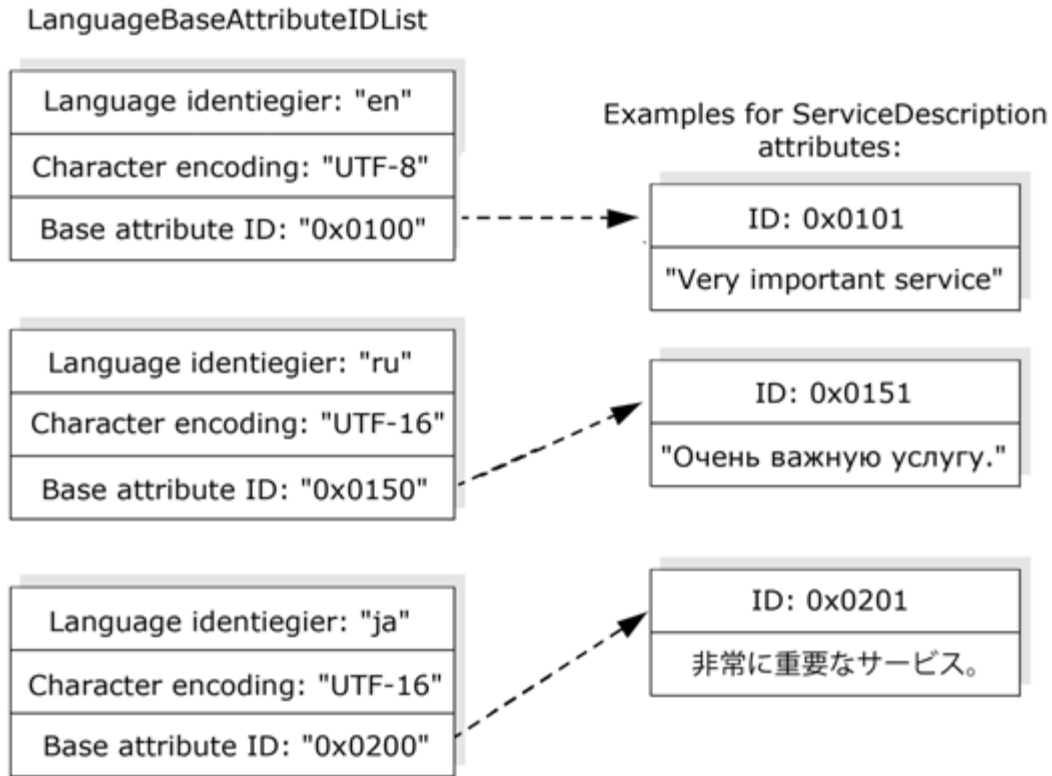 LanguageBaseAttributeIDList
Language identiegier: "en"
Character encoding: "UTF-8"
Base attribute ID: "0x0100"
Language identiegier: "ru"
Character encoding: "UTF-16"
Base attribute ID: "0x0150"
Language identiegier: "ja"
Character encoding: "UTF-16"
Base attribute ID: "0x0200"
Examples for ServiceDescription
attributes:
ID: 0x0101
"Very important service"
ID: 0x0151
"Очень важную услугу."
ID: 0x0201
非常に重要なサービス。